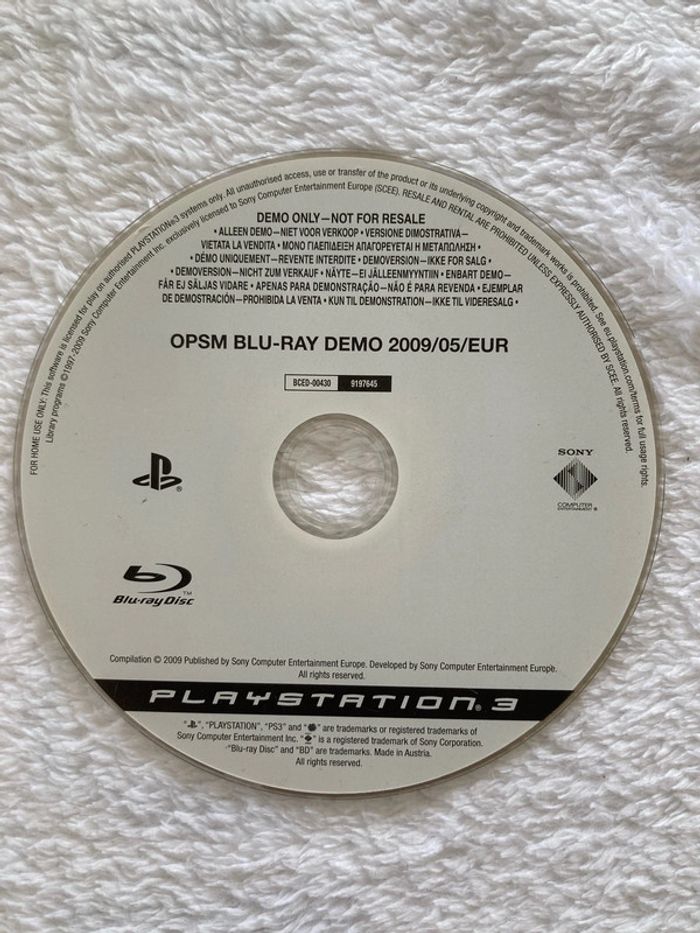 FOR HOME USE ONLY: This software is licensed for play on authorised PLAYSTATION®3 systems only. All unauthorised access, use or transfer of the product or its underlying copyright and trademark works is prohibited. See eu.playstation.com/terms for full usage rights.
Library programs ©1997-2009 Sony Computer Entertainment Inc. exclusively licensed to Sony Computer Entertainment Europe (SCEE). RESALE AND RENTAL ARE PROHIBITED UNLESS EXPRESSLY AUTHORISED BY SCEE. All rights reserved.
DEMO ONLY—NOT FOR RESALE
• ALLEEN DEMO—NIET VOOR VERKOOP • VERSIONE DIMOSTRATIVA—
VIETATA LA VENDITA • ΜΟΝΟ ΓΙΑΕΠΙΔΕΙΞΗ ΑΠΑΓΟΡΕΥΕΤΑΙ Η ΜΕΤΑΠΩΛΗΣΗ •
• DÉMO UNIQUEMENT—REVENTE INTERDITE • DEMOVERSION—IKKE FOR SALG •
• DEMOVERSION—NICHT ZUM VERKAUF • NÄYTE—EI JÄLLEENMYYNTIIN • ENBART DEMO—
FÅR EJ SÄLJAS VIDARE • APENAS PARA DEMONSTRAÇÃO—NÃO É PARA REVENDA • EJEMPLAR
DE DEMOSTRACIÓN—PROHIBIDA LA VENTA • KUN TIL DEMONSTRATION—IKKE TIL VIDERESALG •
OPSM BLU-RAY DEMO 2009/05/EUR
BCED-00430 9197645
SONY
COMPUTER
ENTERTAINMENT ®
Blu-ray Disc™
Compilation © 2009 Published by Sony Computer Entertainment Europe. Developed by Sony Computer Entertainment Europe.
All rights reserved.
PLAYSTATION®3
" ", "PLAYSTATION", "PS3" and " " are trademarks or registered trademarks of
Sony Computer Entertainment Inc. " " is a registered trademark of Sony Corporation.
"Blu-ray Disc" and "BD" are trademarks. Made in Austria.
All rights reserved.